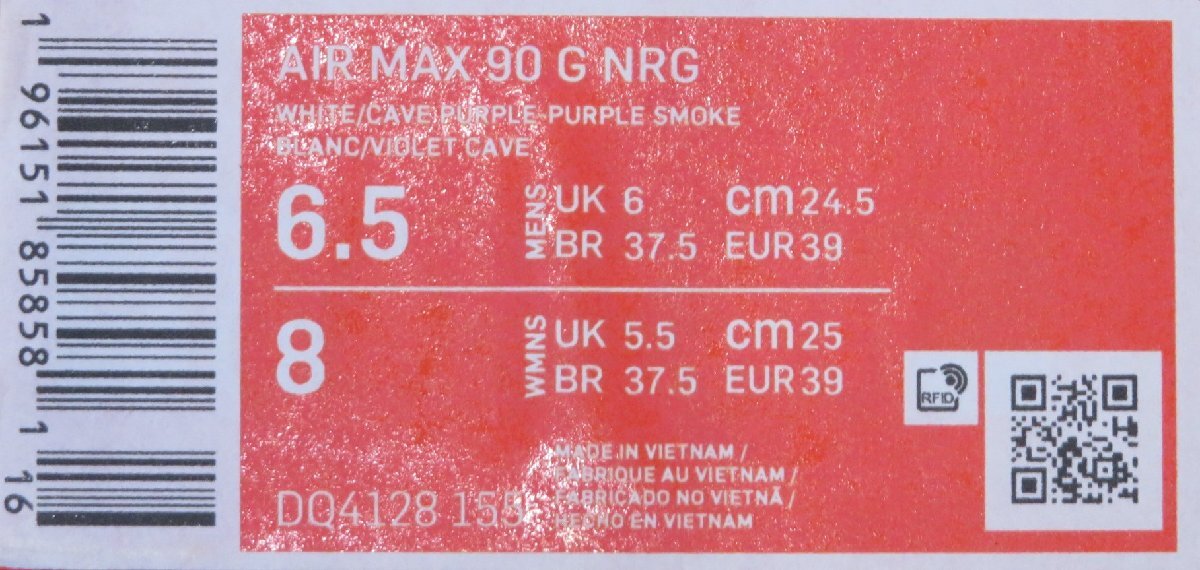 AIR MAX 90 G NRG
WHITE/CAVE PURPLE-PURPLE SMOKE
BLANC/VIOLET CAVE
6.5 MENS UK 6 cm 24.5
BR 37.5 EUR 39
8 WMNS UK 5.5 cm 25
BR 37.5 EUR 39
RFID
MADE IN VIETNAM /
FABRIQUE AU VIETNAM /
FABRICADO NO VIETNÃ /
HECHO EN VIETNAM
DQ4128 155
1 96151 85858 1 16